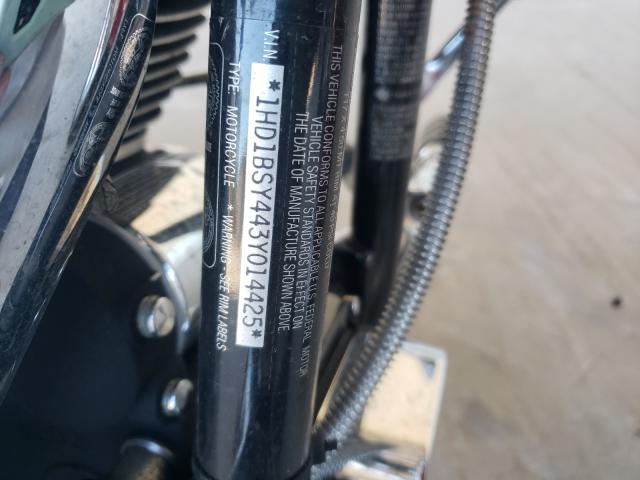 THIS VEHICLE CONFORMS TO ALL APPLICABLE U.S. FEDERAL MOTOR
VEHICLE SAFETY STANDARDS IN EFFECT ON
THE DATE OF MANUFACTURE SHOWN ABOVE
V.I.N
*1HD1BSY443Y014425*
TYPE: MOTORCYCLE * WARNING - SEE RIM LABELS